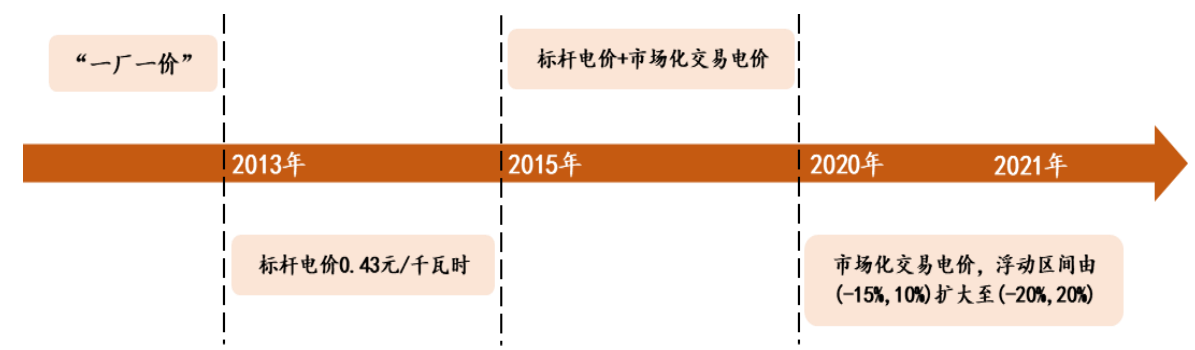 “一厂一价”
标杆电价+市场化交易电价
2013年
2015年
2020年
2021年
标杆电价0.43元/千瓦时
市场化交易电价，浮动区间由
(-15%,10%)扩大至(-20%,20%)